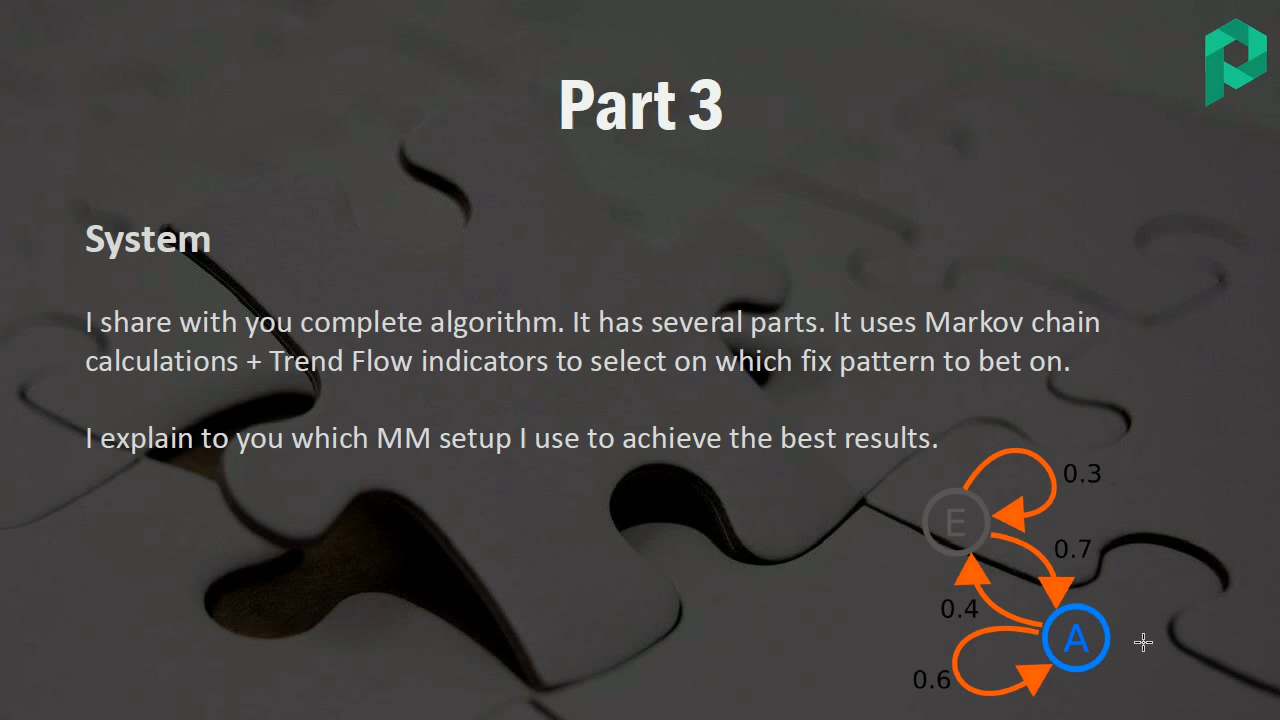 Part 3
System
I share with you complete algorithm. It has several parts. It uses Markov chain
calculations + Trend Flow indicators to select on which fix pattern to bet on.
I explain to you which MM setup I use to achieve the best results.
0.3
E
0.7
0.4
A
0.6